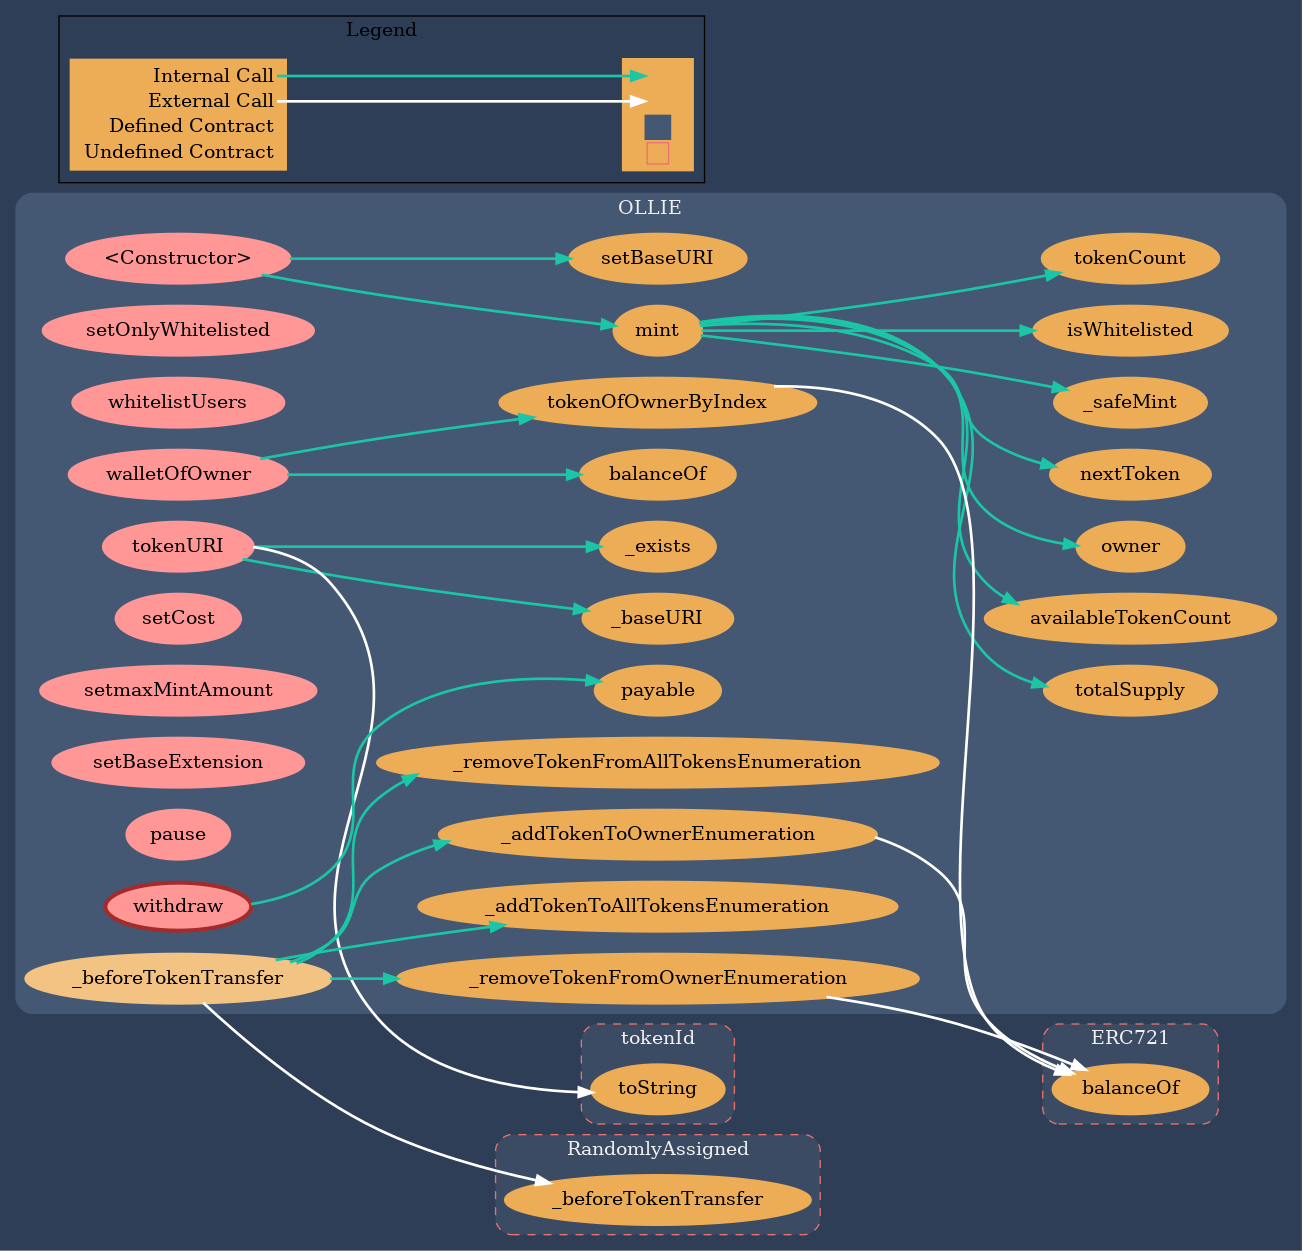 Legend
Internal Call
External Call
Defined Contract
Undefined Contract
OLLIE
<Constructor>
setBaseURI
tokenCount
setOnlyWhitelisted
mint
isWhitelisted
whitelistUsers
tokenOfOwnerByIndex
_safeMint
walletOfOwner
balanceOf
nextToken
tokenURI
_exists
owner
setCost
_baseURI
availableTokenCount
setmaxMintAmount
payable
totalSupply
setBaseExtension
_removeTokenFromAllTokensEnumeration
pause
_addTokenToOwnerEnumeration
withdraw
_addTokenToAllTokensEnumeration
_beforeTokenTransfer
_removeTokenFromOwnerEnumeration
tokenId
ERC721
toString
balanceOf
RandomlyAssigned
_beforeTokenTransfer